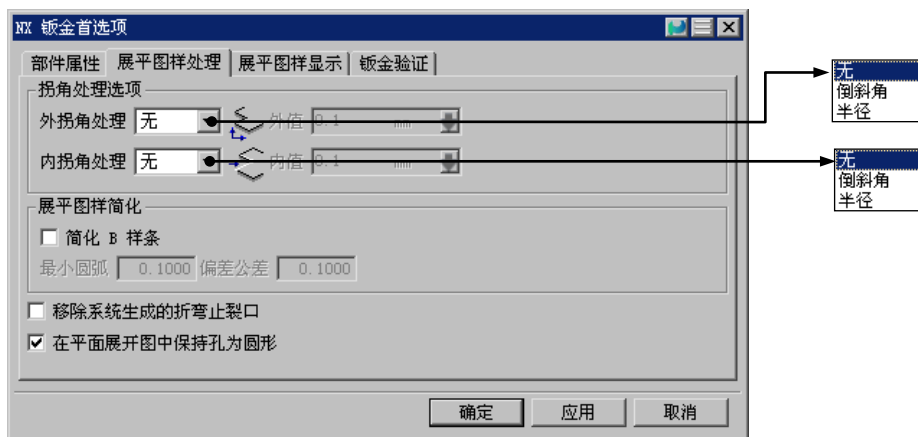 NX 钣金首选项
部件属性 展平图样处理 展平图样显示 钣金验证
拐角处理选项
外拐角处理 无 外值 0.1 mm
内拐角处理 无 内值 0.1 mm
展平图样简化
简化 B 样条
最小圆弧 0.1000 偏差公差 0.1000
移除系统生成的折弯止裂口
在平面展开图中保持孔为圆形
确定 应用 取消
无
倒斜角
半径
无
倒斜角
半径